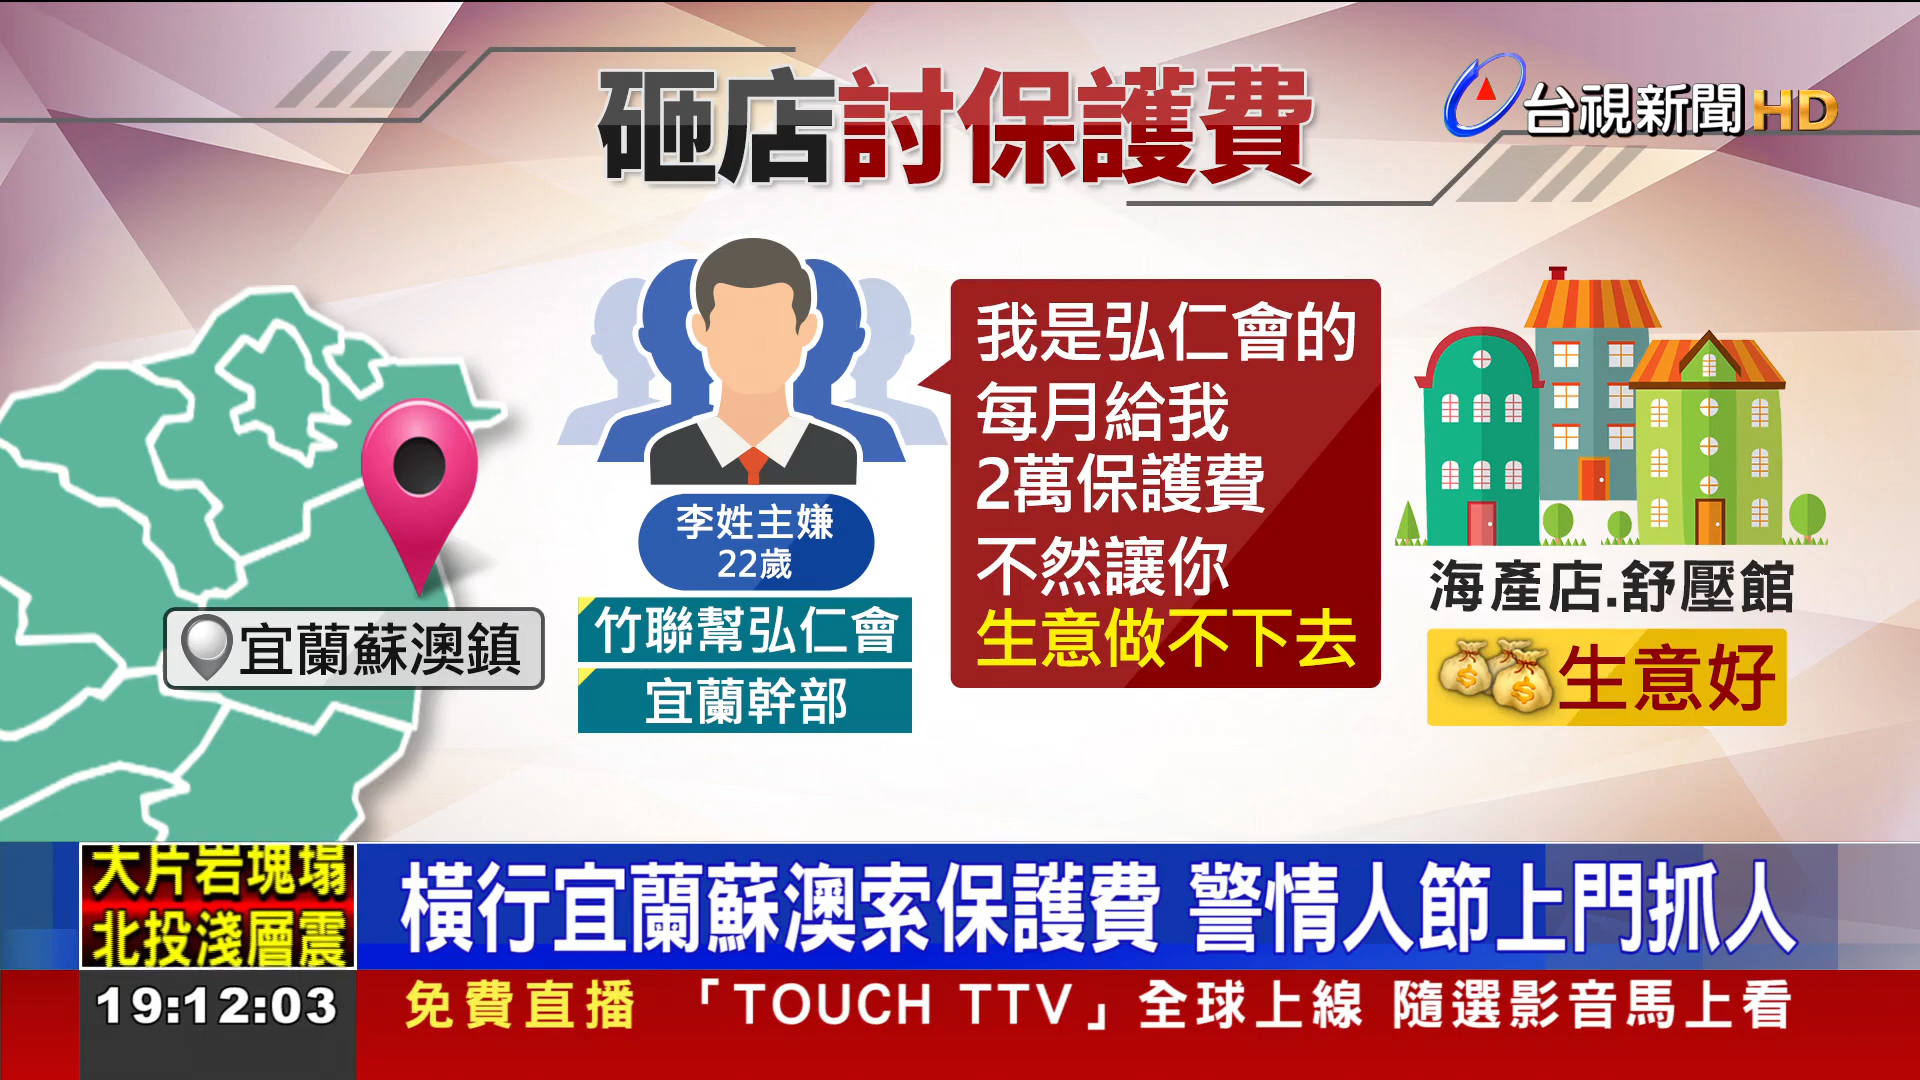 砸店討保護費
台視新聞HD
我是弘仁會的
每月給我
2萬保護費
不然讓你
生意做不下去
李姓主嫌
22歲
竹聯幫弘仁會
宜蘭幹部
宜蘭蘇澳鎮
海產店.舒壓館
生意好
大片岩塊塌
北投淺層震
橫行宜蘭蘇澳索保護費 警情人節上門抓人
19:12:03
免費直播 「TOUCH TTV」全球上線 隨選影音馬上看